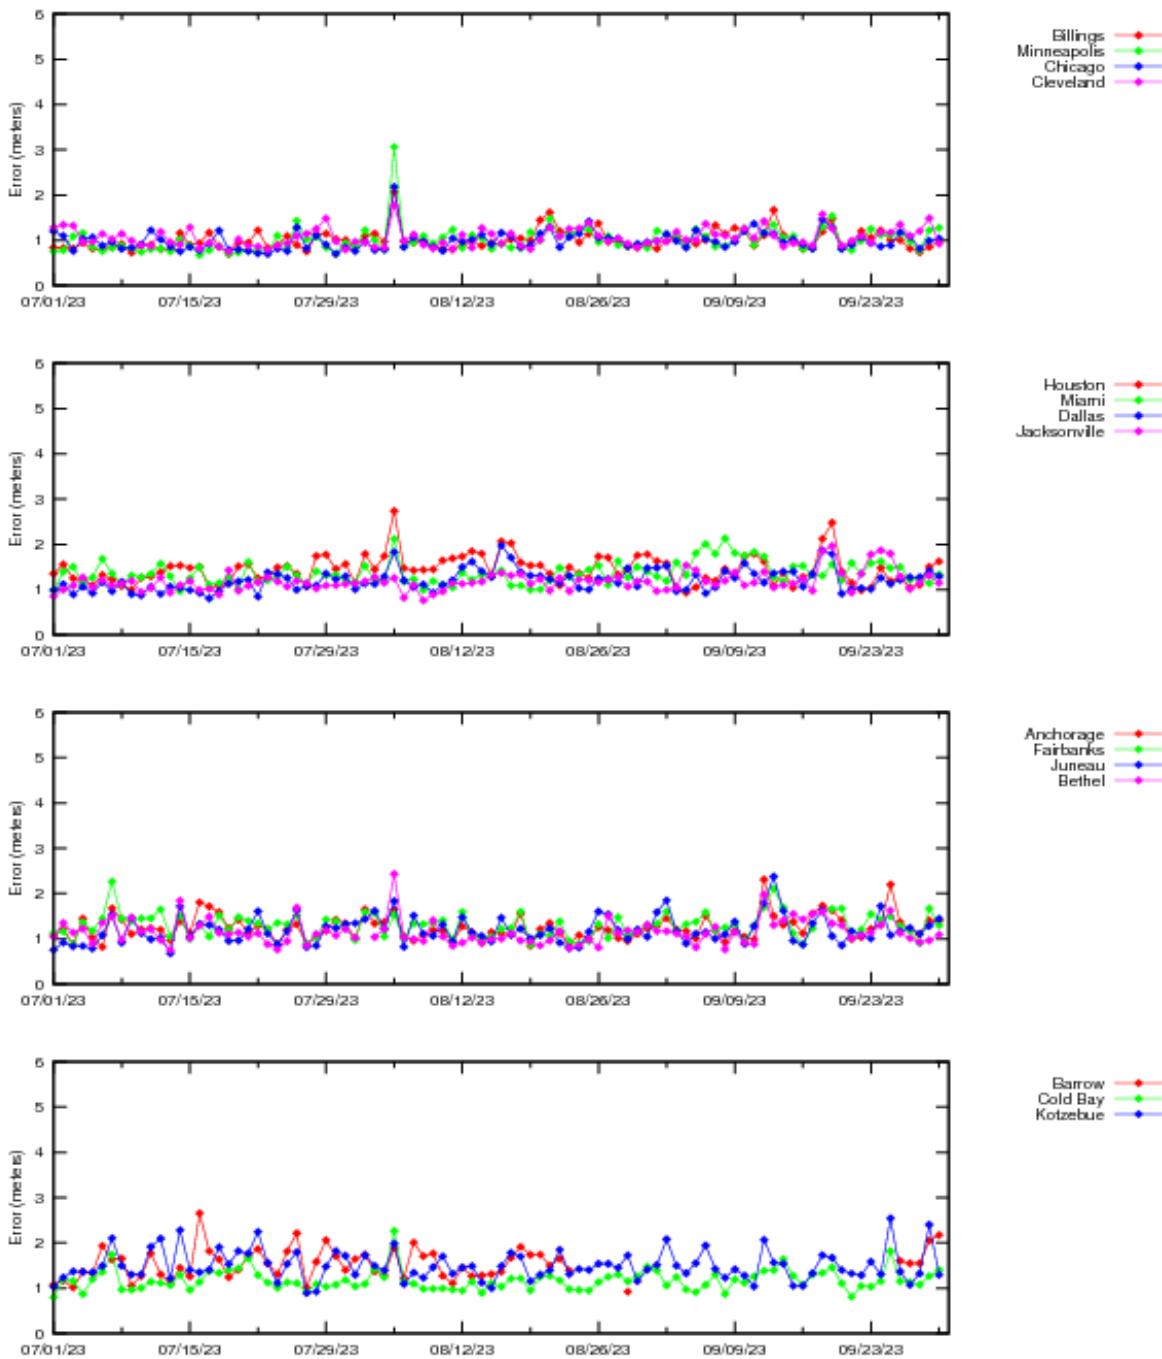 6
5
4
3
2
1
0
Error (meters)
07/01/23 07/15/23 07/29/23 08/12/23 08/26/23 09/09/23 09/23/23
Billings
Minneapolis
Chicago
Cleveland
6
5
4
3
2
1
0
Error (meters)
07/01/23 07/15/23 07/29/23 08/12/23 08/26/23 09/09/23 09/23/23
Houston
Miami
Dallas
Jacksonville
6
5
4
3
2
1
0
Error (meters)
07/01/23 07/15/23 07/29/23 08/12/23 08/26/23 09/09/23 09/23/23
Anchorage
Fairbanks
Juneau
Bethel
6
5
4
3
2
1
0
Error (meters)
07/01/23 07/15/23 07/29/23 08/12/23 08/26/23 09/09/23 09/23/23
Barrow
Cold Bay
Kotzebue